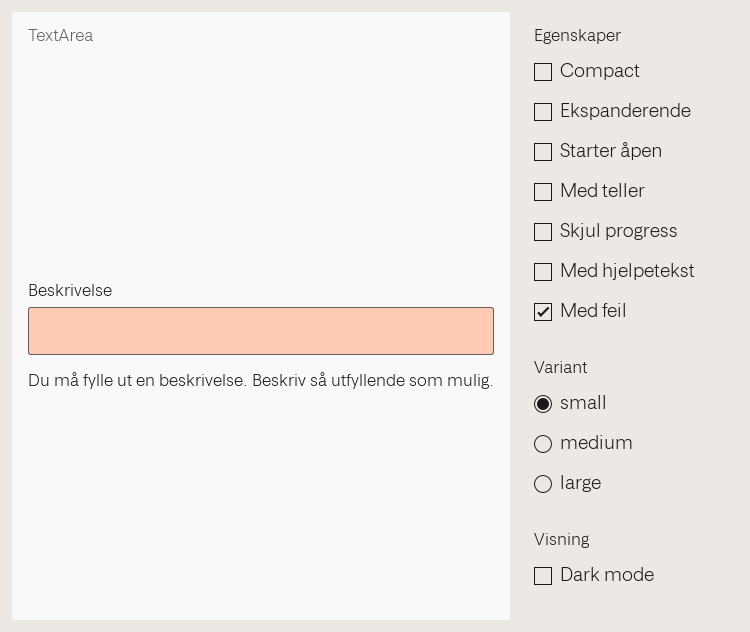 TextArea
Beskrivelse
Du må fylle ut en beskrivelse. Beskriv så utfyllende som mulig.
Egenskaper
Compact
Ekspanderende
Starter åpen
Med teller
Skjul progress
Med hjelpetekst
Med feil
Variant
small
medium
large
Visning
Dark mode